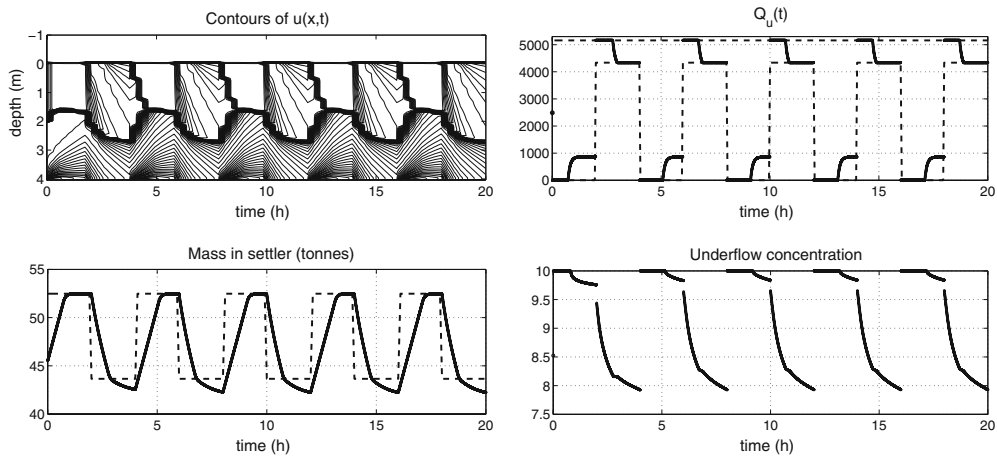 Contours of u(x,t)
−1
0
1
2
3
4
depth (m)
0 5 10 15 20
time (h)
Q_u(t)
5000
4000
3000
2000
1000
0
0 5 10 15 20
time (h)
Mass in settler (tonnes)
55
50
45
40
0 5 10 15 20
time (h)
Underflow concentration
10
9.5
9
8.5
8
7.5
0 5 10 15 20
time (h)